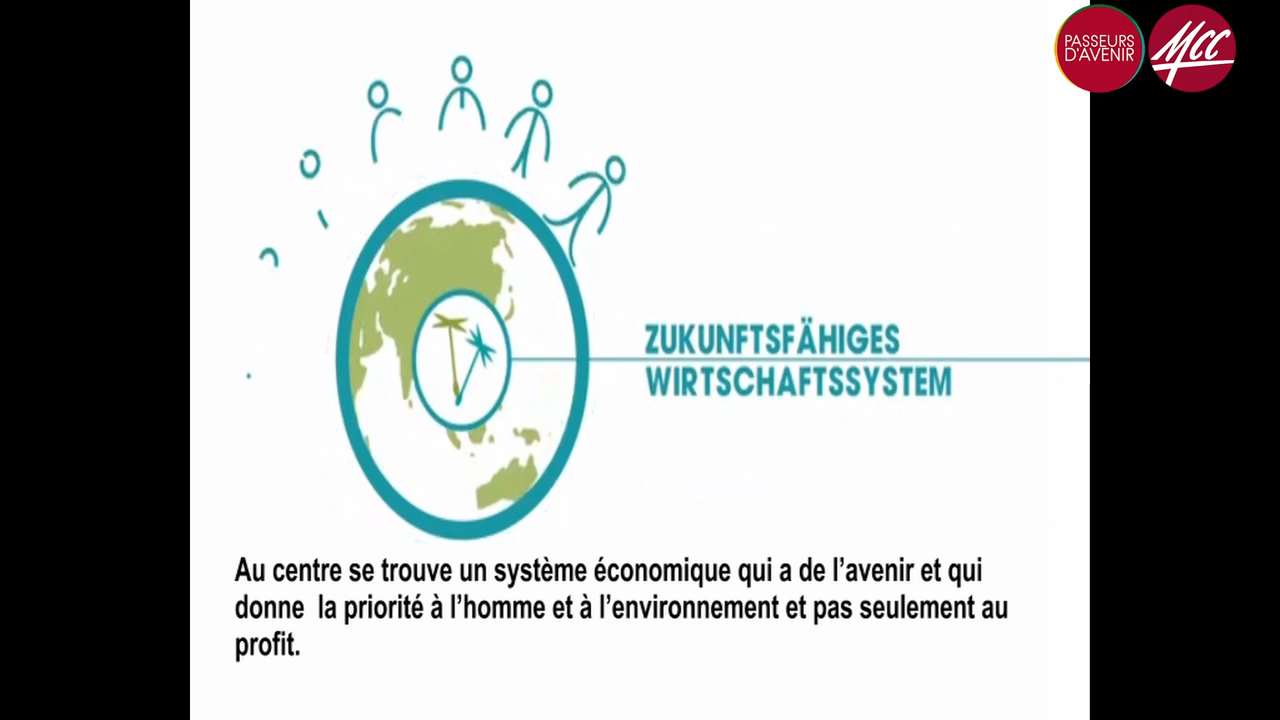 PASSEURS
D'AVENIR
MCC
ZUKUNFTSFÄHIGES
WIRTSCHAFTSSYSTEM
Au centre se trouve un système économique qui a de l’avenir et qui
donne  la priorité à l’homme et à l’environnement et pas seulement au
profit.